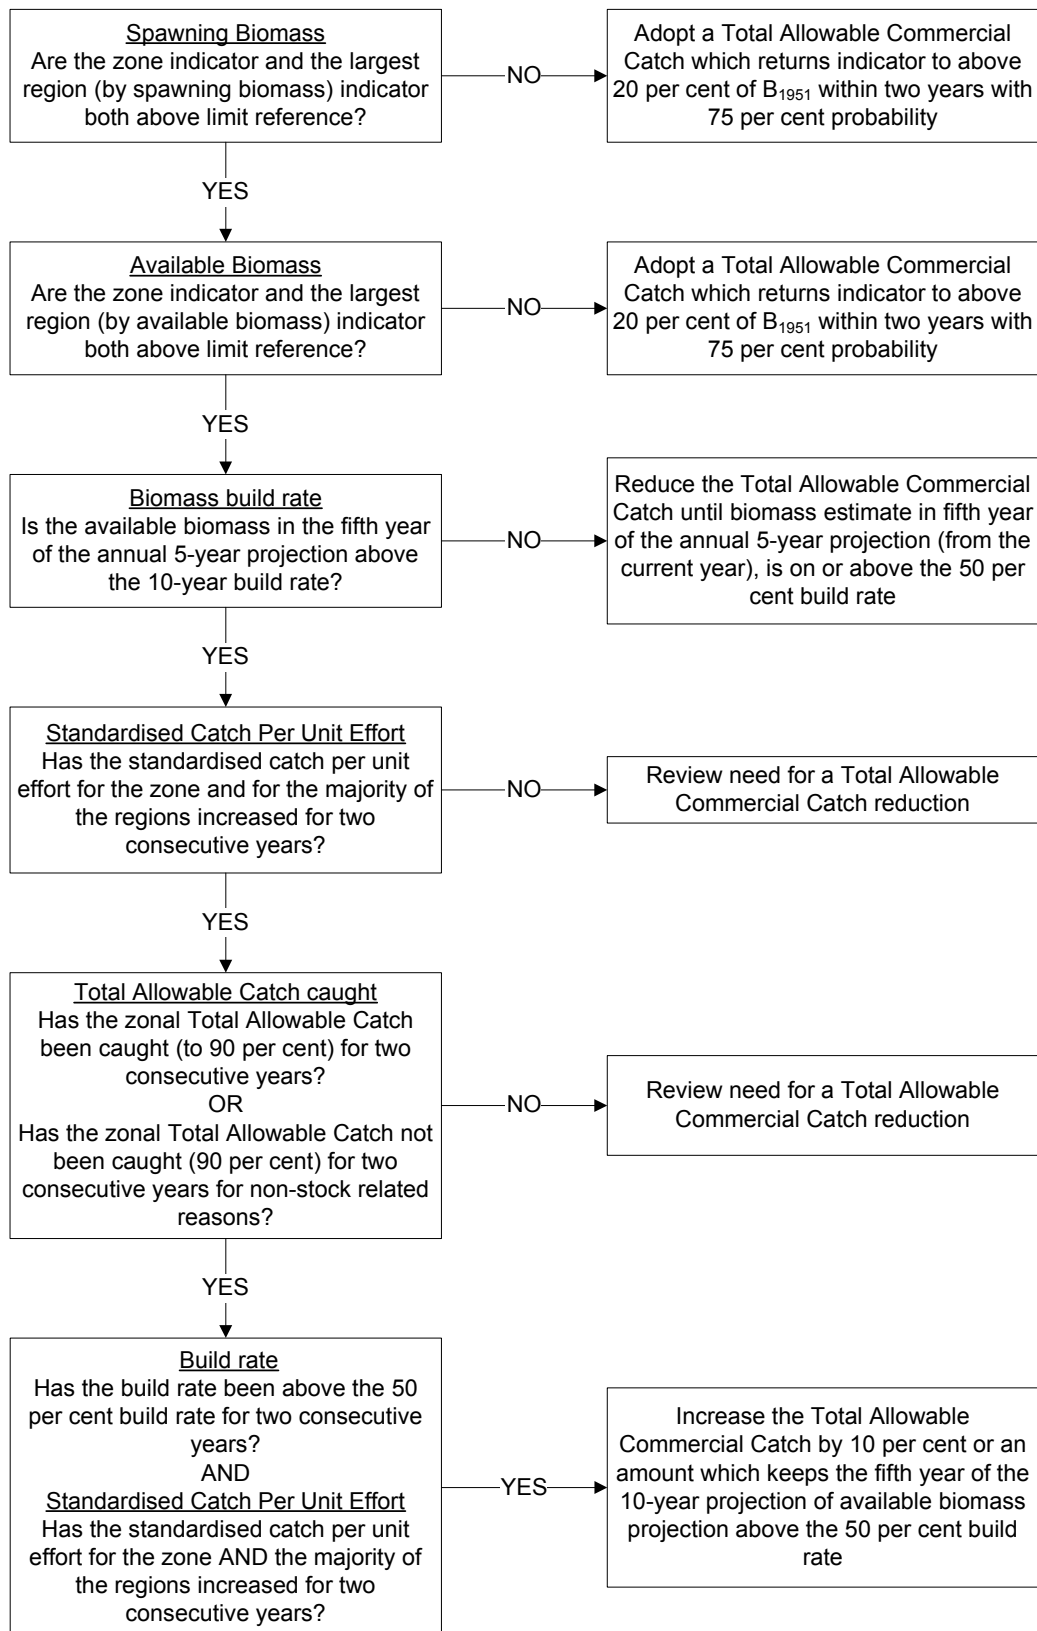 Spawning Biomass
Are the zone indicator and the largest
region (by spawning biomass) indicator
both above limit reference?
NO
Adopt a Total Allowable Commercial
Catch which returns indicator to above
20 per cent of B1951 within two years with
75 per cent probability
YES
Available Biomass
Are the zone indicator and the largest
region (by available biomass) indicator
both above limit reference?
NO
Adopt a Total Allowable Commercial
Catch which returns indicator to above
20 per cent of B1951 within two years with
75 per cent probability
YES
Biomass build rate
Is the available biomass in the fifth year
of the annual 5-year projection above
the 10-year build rate?
NO
Reduce the Total Allowable Commercial
Catch until biomass estimate in fifth year
of the annual 5-year projection (from the
current year), is on or above the 50 per
cent build rate
YES
Standardised Catch Per Unit Effort
Has the standardised catch per unit
effort for the zone and for the majority of
the regions increased for two
consecutive years?
NO
Review need for a Total Allowable
Commercial Catch reduction
YES
Total Allowable Catch caught
Has the zonal Total Allowable Catch
been caught (to 90 per cent) for two
consecutive years?
OR
Has the zonal Total Allowable Catch not
been caught (90 per cent) for two
consecutive years for non-stock related
reasons?
NO
Review need for a Total Allowable
Commercial Catch reduction
YES
Build rate
Has the build rate been above the 50
per cent build rate for two consecutive
years?
AND
Standardised Catch Per Unit Effort
Has the standardised catch per unit
effort for the zone AND the majority of
the regions increased for two
consecutive years?
YES
Increase the Total Allowable
Commercial Catch by 10 per cent or an
amount which keeps the fifth year of the
10-year projection of available biomass
projection above the 50 per cent build
rate